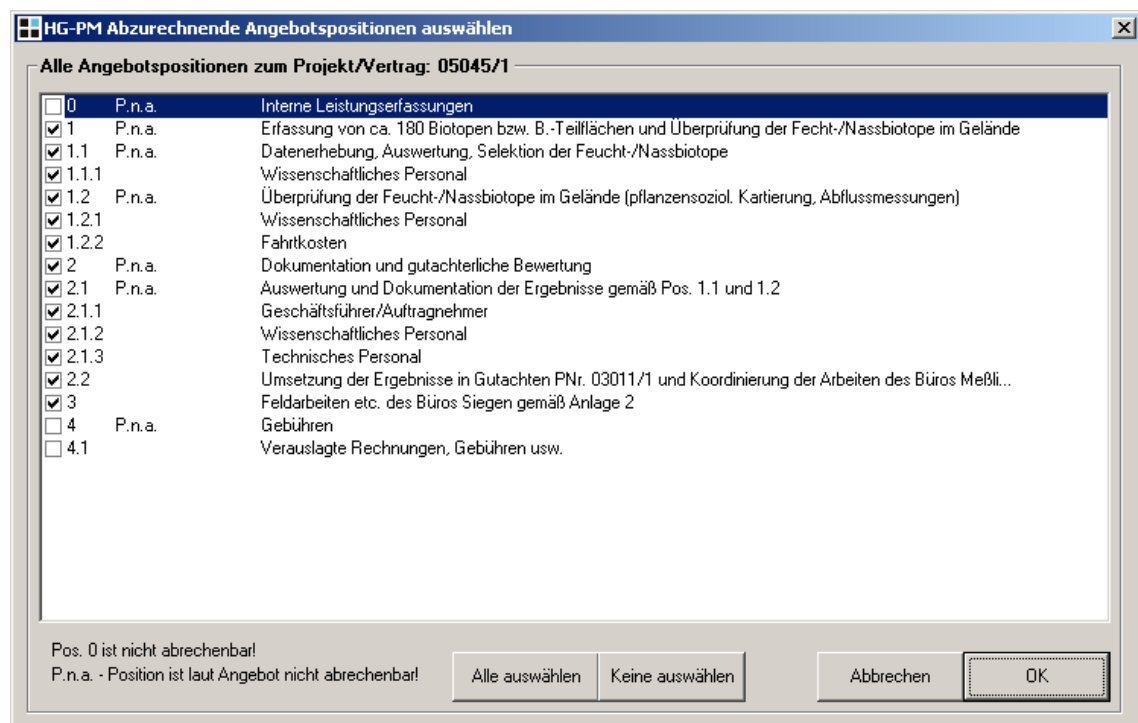 HG-PM Abzurechnende Angebotspositionen auswählen
Alle Angebotspositionen zum Projekt/Vertrag: 05045/1
0 P.n.a. Interne Leistungserfassungen
1 P.n.a. Erfassung von ca. 180 Biotopen bzw. B.-Teilflächen und Überprüfung der Fecht-/Nassbiotope im Gelände
1.1 P.n.a. Datenerhebung, Auswertung, Selektion der Feucht-/Nassbiotope
1.1.1 Wissenschaftliches Personal
1.2 P.n.a. Überprüfung der Feucht-/Nassbiotope im Gelände (pflanzensoziol. Kartierung, Abflussmessungen)
1.2.1 Wissenschaftliches Personal
1.2.2 Fahrtkosten
2 P.n.a. Dokumentation und gutachterliche Bewertung
2.1 P.n.a. Auswertung und Dokumentation der Ergebnisse gemäß Pos. 1.1 und 1.2
2.1.1 Geschäftsführer/Auftragnehmer
2.1.2 Wissenschaftliches Personal
2.1.3 Technisches Personal
2.2 Umsetzung der Ergebnisse in Gutachten PNr. 03011/1 und Koordinierung der Arbeiten des Büros Meßli...
3 Feldarbeiten etc. des Büros Siegen gemäß Anlage 2
4 P.n.a. Gebühren
4.1 Verauslagte Rechnungen, Gebühren usw.
Pos. 0 ist nicht abrechenbar!
P.n.a. - Position ist laut Angebot nicht abrechenbar!
Alle auswählen Keine auswählen Abbrechen OK